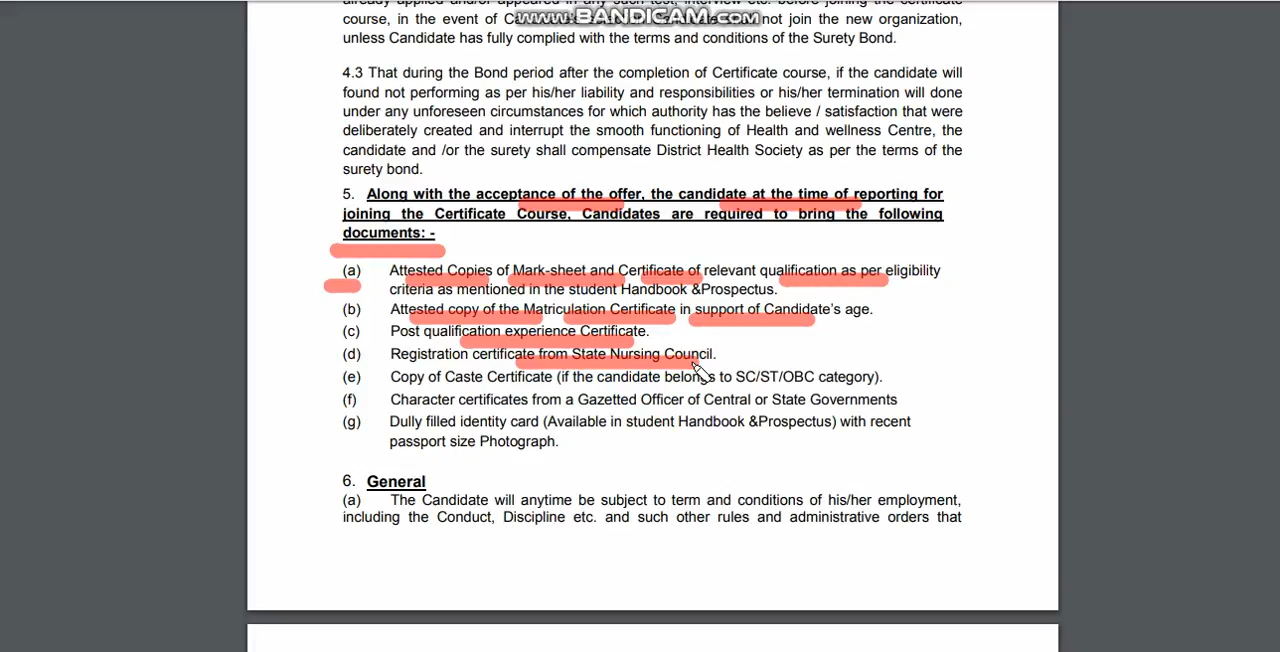 www.BANDICAM.com
course, in the event of not join the new organization,
unless Candidate has fully complied with the terms and conditions of the Surety Bond.
4.3 That during the Bond period after the completion of Certificate course, if the candidate will
found not performing as per his/her liability and responsibilities or his/her termination will done
under any unforeseen circumstances for which authority has the believe / satisfaction that were
deliberately created and interrupt the smooth functioning of Health and wellness Centre, the
candidate and /or the surety shall compensate District Health Society as per the terms of the
surety bond.
5. Along with the acceptance of the offer, the candidate at the time of reporting for
joining the Certificate Course, Candidates are required to bring the following
documents: -
(a) Attested Copies of Mark-sheet and Certificate of relevant qualification as per eligibility
criteria as mentioned in the student Handbook &Prospectus.
(b) Attested copy of the Matriculation Certificate in support of Candidate's age.
(c) Post qualification experience Certificate.
(d) Registration certificate from State Nursing Council.
(e) Copy of Caste Certificate (if the candidate belongs to SC/ST/OBC category).
(f) Character certificates from a Gazetted Officer of Central or State Governments
(g) Dully filled identity card (Available in student Handbook &Prospectus) with recent
passport size Photograph.
6. General
(a) The Candidate will anytime be subject to term and conditions of his/her employment,
including the Conduct, Discipline etc. and such other rules and administrative orders that